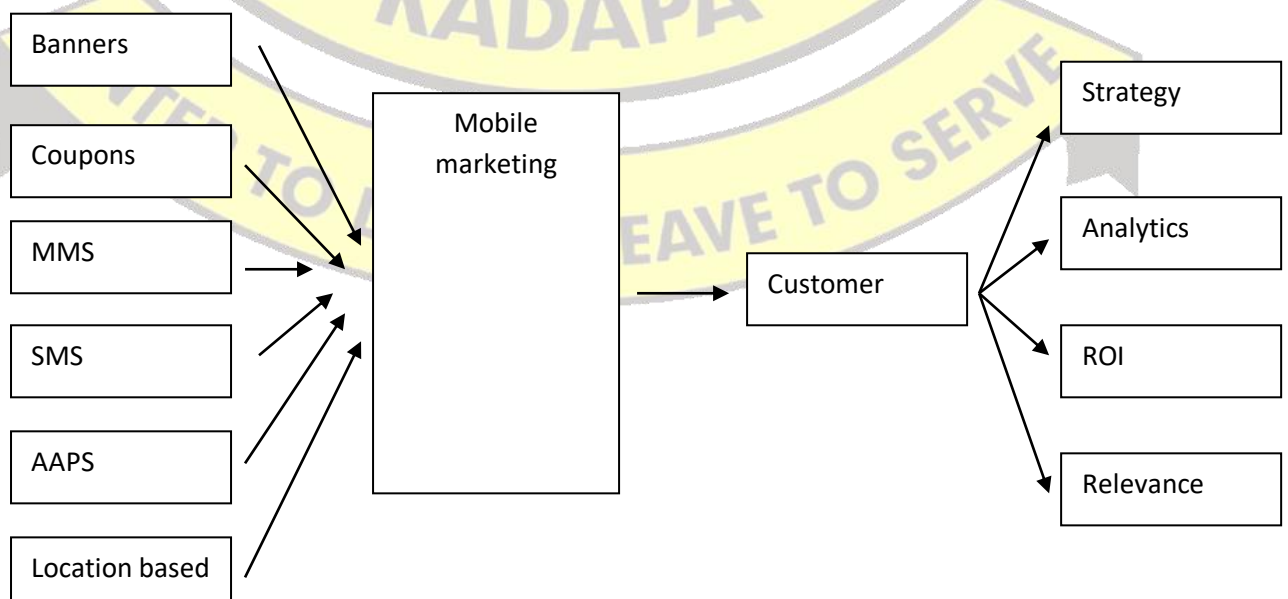 KADAPA
TO
EAVE TO SERVE
Banners
Coupons
MMS
SMS
AAPS
Location based
Mobile
marketing
Customer
Strategy
Analytics
ROI
Relevance